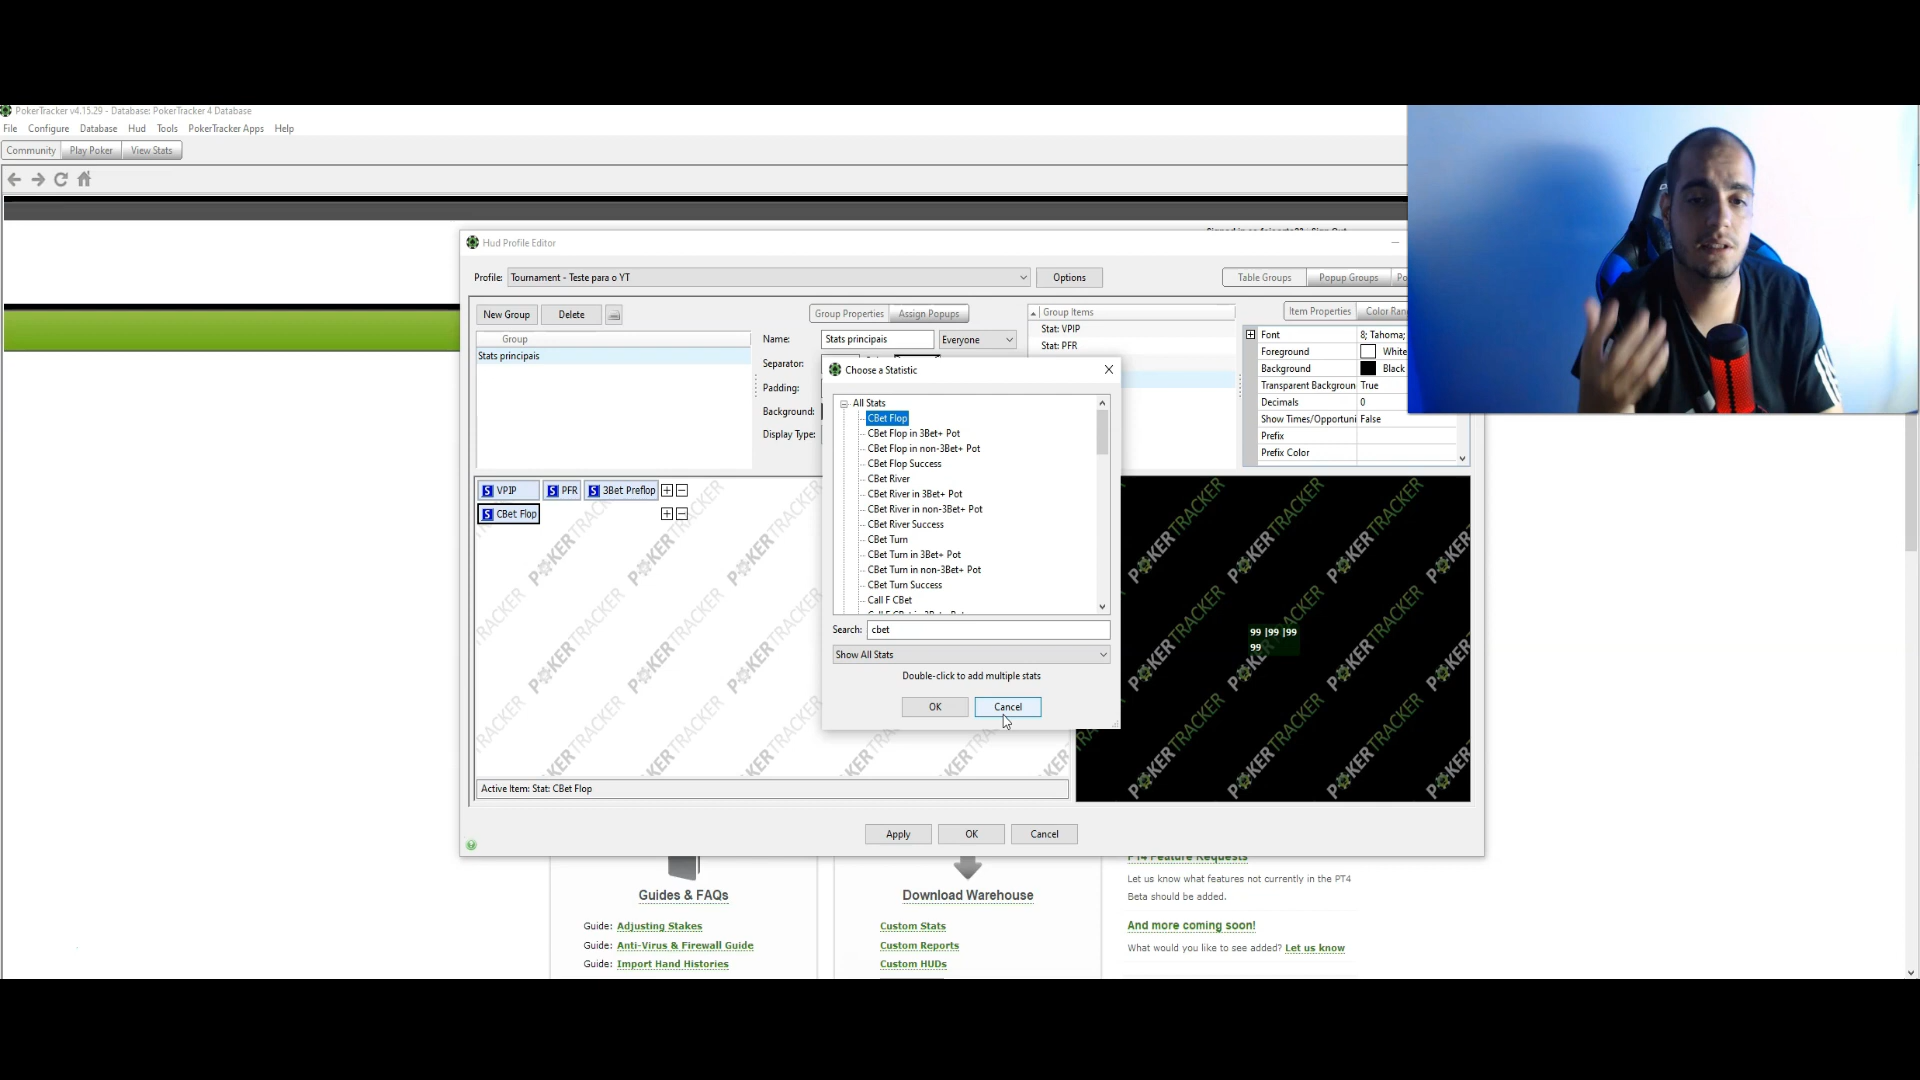 PokerTracker v4.15.29 - Database: PokerTracker 4 Database
File Configure Database Hud Tools PokerTracker Apps Help
Community Play Poker View Stats
Hud Profile Editor
Profile: Tournament - Teste para o YT Options Table Groups Popup Groups Po
New Group Delete Group Properties Assign Popups Group Items Item Properties Color Ran
Group
Stats principais
Name: Stats principais Everyone
Separator:
Padding:
Background:
Display Type:
Stat: VPIP
Stat: PFR
Font 8; Tahoma;
Foreground White
Background Black
Transparent Backgroun True
Decimals 0
Show Times/Opportuni False
Prefix
Prefix Color
Choose a Statistic
All Stats
CBet Flop
CBet Flop in 3Bet+ Pot
CBet Flop in non-3Bet+ Pot
CBet Flop Success
CBet River
CBet River in 3Bet+ Pot
CBet River in non-3Bet+ Pot
CBet River Success
CBet Turn
CBet Turn in 3Bet+ Pot
CBet Turn in non-3Bet+ Pot
CBet Turn Success
Call F CBet
Search: cbet
Show All Stats
Double-click to add multiple stats
OK Cancel
S VPIP S PFR S 3Bet Preflop
S CBet Flop
99 |99 |99
99
POKERTRACKER
Active Item: Stat: CBet Flop
Apply OK Cancel
Guides & FAQs
Guide: Adjusting Stakes
Guide: Anti-Virus & Firewall Guide
Guide: Import Hand Histories
Download Warehouse
Custom Stats
Custom Reports
Custom HUDs
PT4 Feature Requests
Let us know what features not currently in the PT4
Beta should be added.
And more coming soon!
What would you like to see added? Let us know